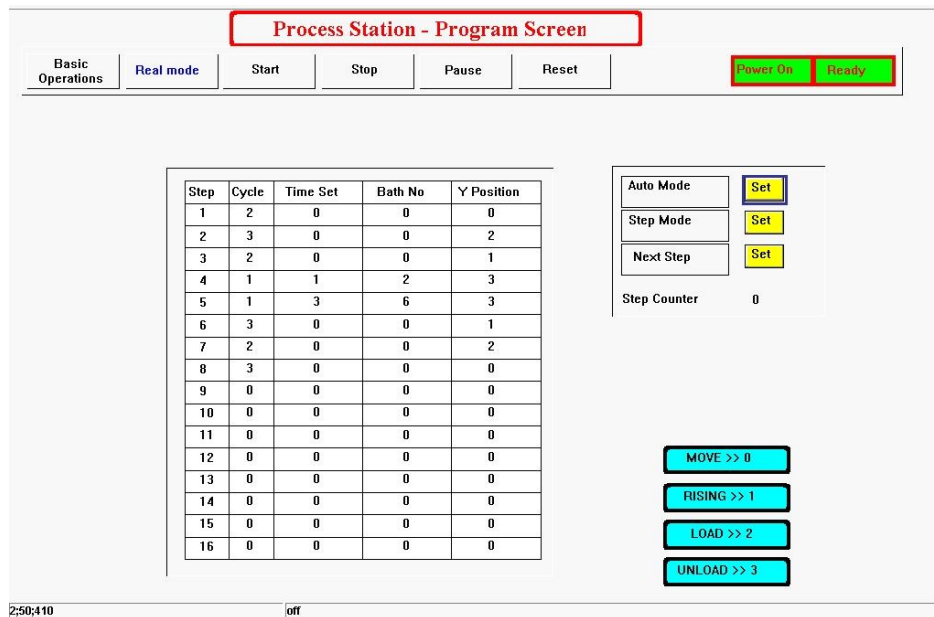 Process Station - Program Screen
Basic Operations Real mode Start Stop Pause Reset Power On Ready
Step Cycle Time Set Bath No Y Position
1 2 0 0 0
2 3 0 0 2
3 2 0 0 1
4 1 1 2 3
5 1 3 6 3
6 3 0 0 1
7 2 0 0 2
8 3 0 0 0
9 0 0 0 0
10 0 0 0 0
11 0 0 0 0
12 0 0 0 0
13 0 0 0 0
14 0 0 0 0
15 0 0 0 0
16 0 0 0 0
Auto Mode Set
Step Mode Set
Next Step Set
Step Counter 0
MOVE >> 0
RISING >> 1
LOAD >> 2
UNLOAD >> 3
2;50;410 off